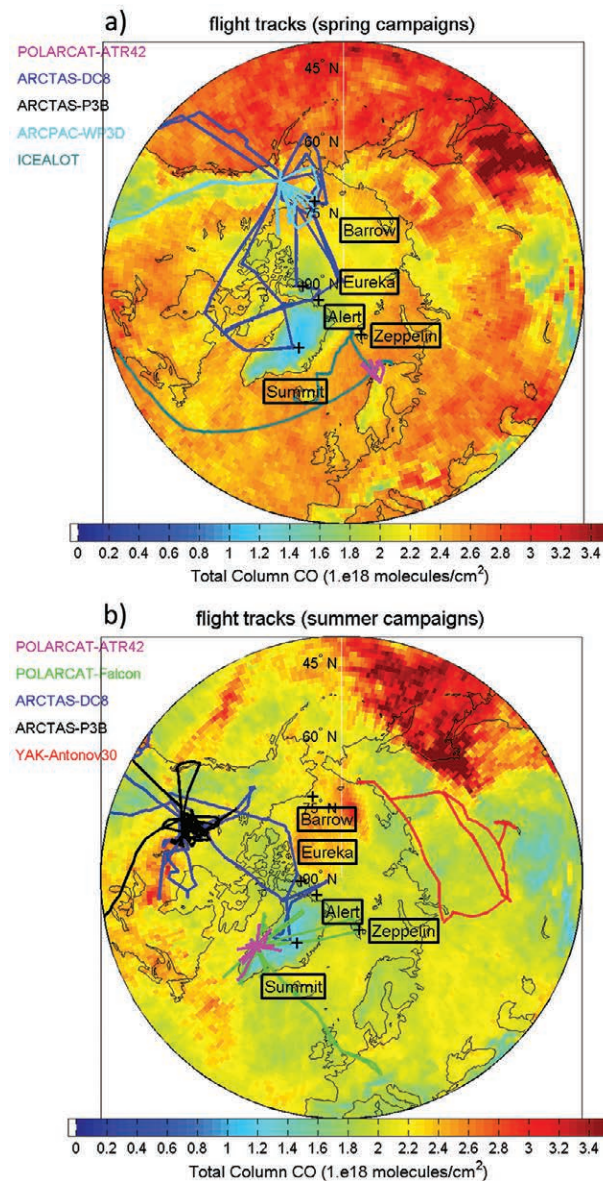 a)
flight tracks (spring campaigns)
POLARCAT-ATR42
ARCTAS-DC8
ARCTAS-P3B
ARCPAC-WP3D
ICEALOT
45° N
60° N
75° N
Barrow
90° N
Eureka
Alert
Zeppelin
Summit
0 0.2 0.4 0.6 0.8 1 1.2 1.4 1.6 1.8 2 2.2 2.4 2.6 2.8 3 3.2 3.4
Total Column CO (1.e18 molecules/cm²)
b)
flight tracks (summer campaigns)
POLARCAT-ATR42
POLARCAT-Falcon
ARCTAS-DC8
ARCTAS-P3B
YAK-Antonov30
45° N
60° N
75° N
Barrow
Eureka
90° N
Alert
Zeppelin
Summit
0 0.2 0.4 0.6 0.8 1 1.2 1.4 1.6 1.8 2 2.2 2.4 2.6 2.8 3 3.2 3.4
Total Column CO (1.e18 molecules/cm²)